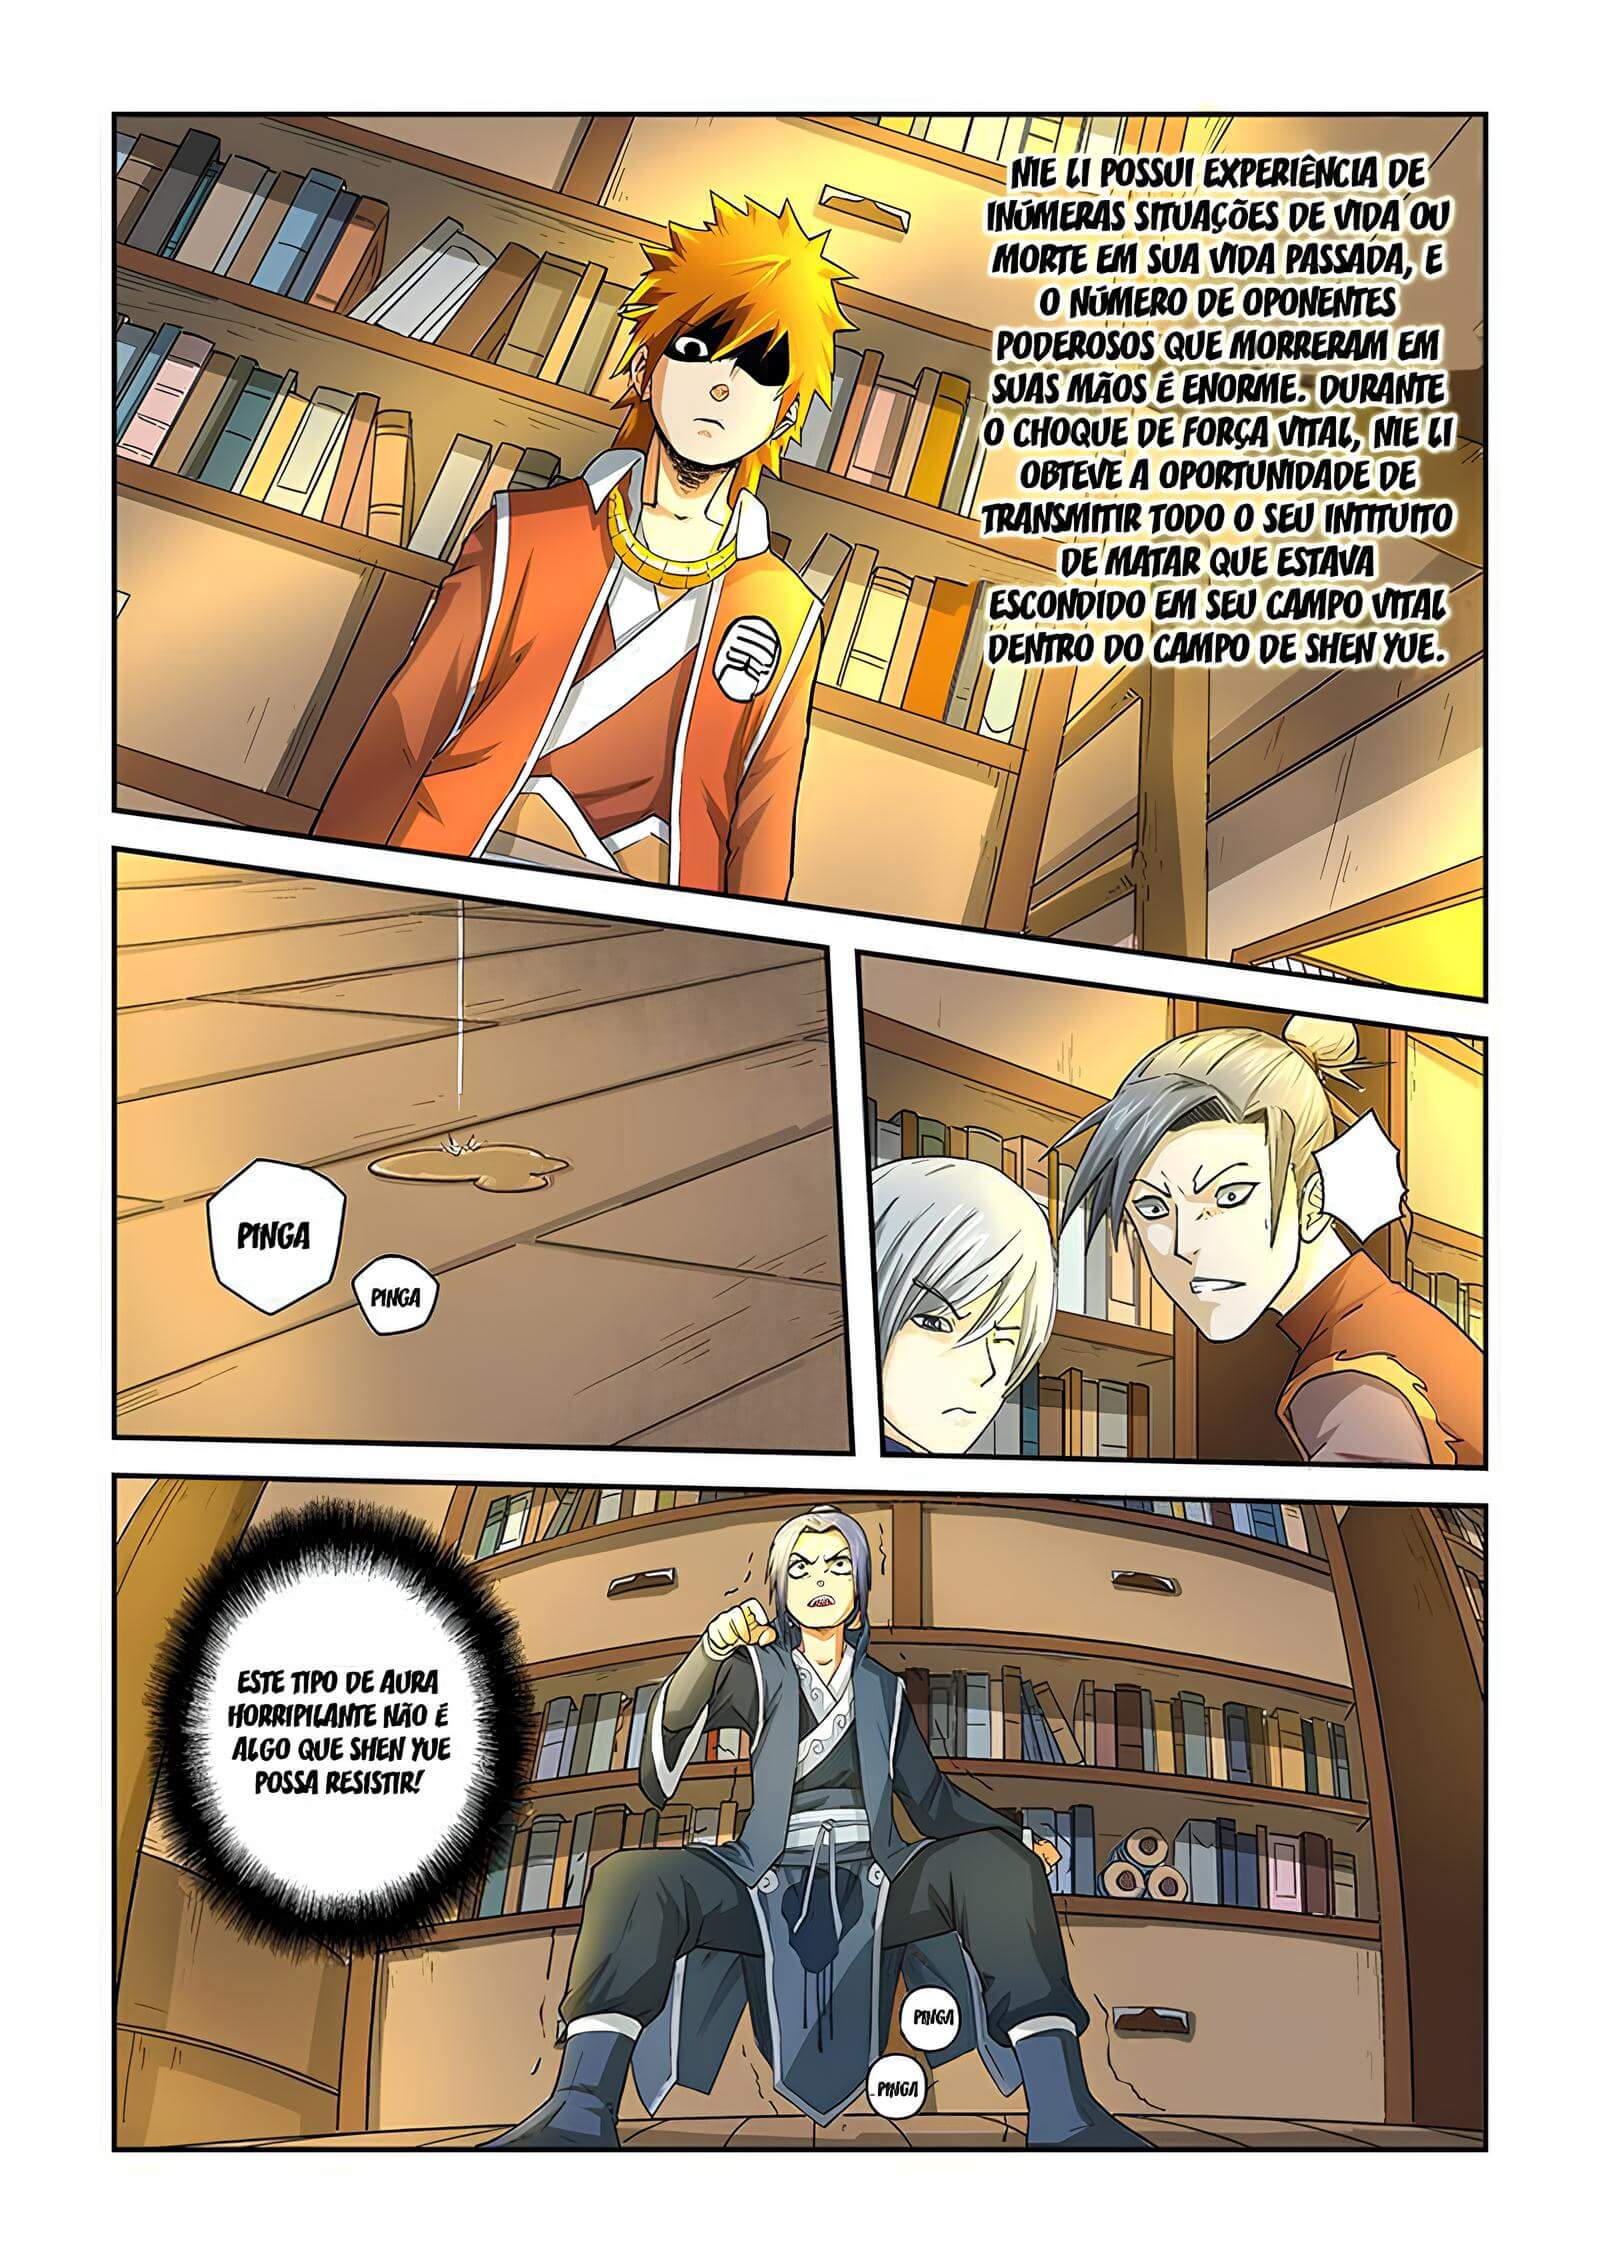 NIE LI POSSUI EXPERIÊNCIA DE
INÚMERAS SITUAÇÕES DE VIDA OU
MORTE EM SUA VIDA PASSADA, E
O NÚMERO DE OPONENTES
PODEROSOS QUE MORRERAM EM
SUAS MÃOS É ENORME. DURANTE
O CHOQUE DE FORÇA VITAL, NIE LI
OBTEVE A OPORTUNIDADE DE
TRANSMITIR TODO O SEU INTITUITO
DE MATAR QUE ESTAVA
ESCONDIDO EM SEU CAMPO VITAL
DENTRO DO CAMPO DE SHEN YUE.
PINGA
PINGA
ESTE TIPO DE AURA
HORRIPILANTE NÃO É
ALGO QUE SHEN YUE
POSSA RESISTIR!
PINGA
PINGA